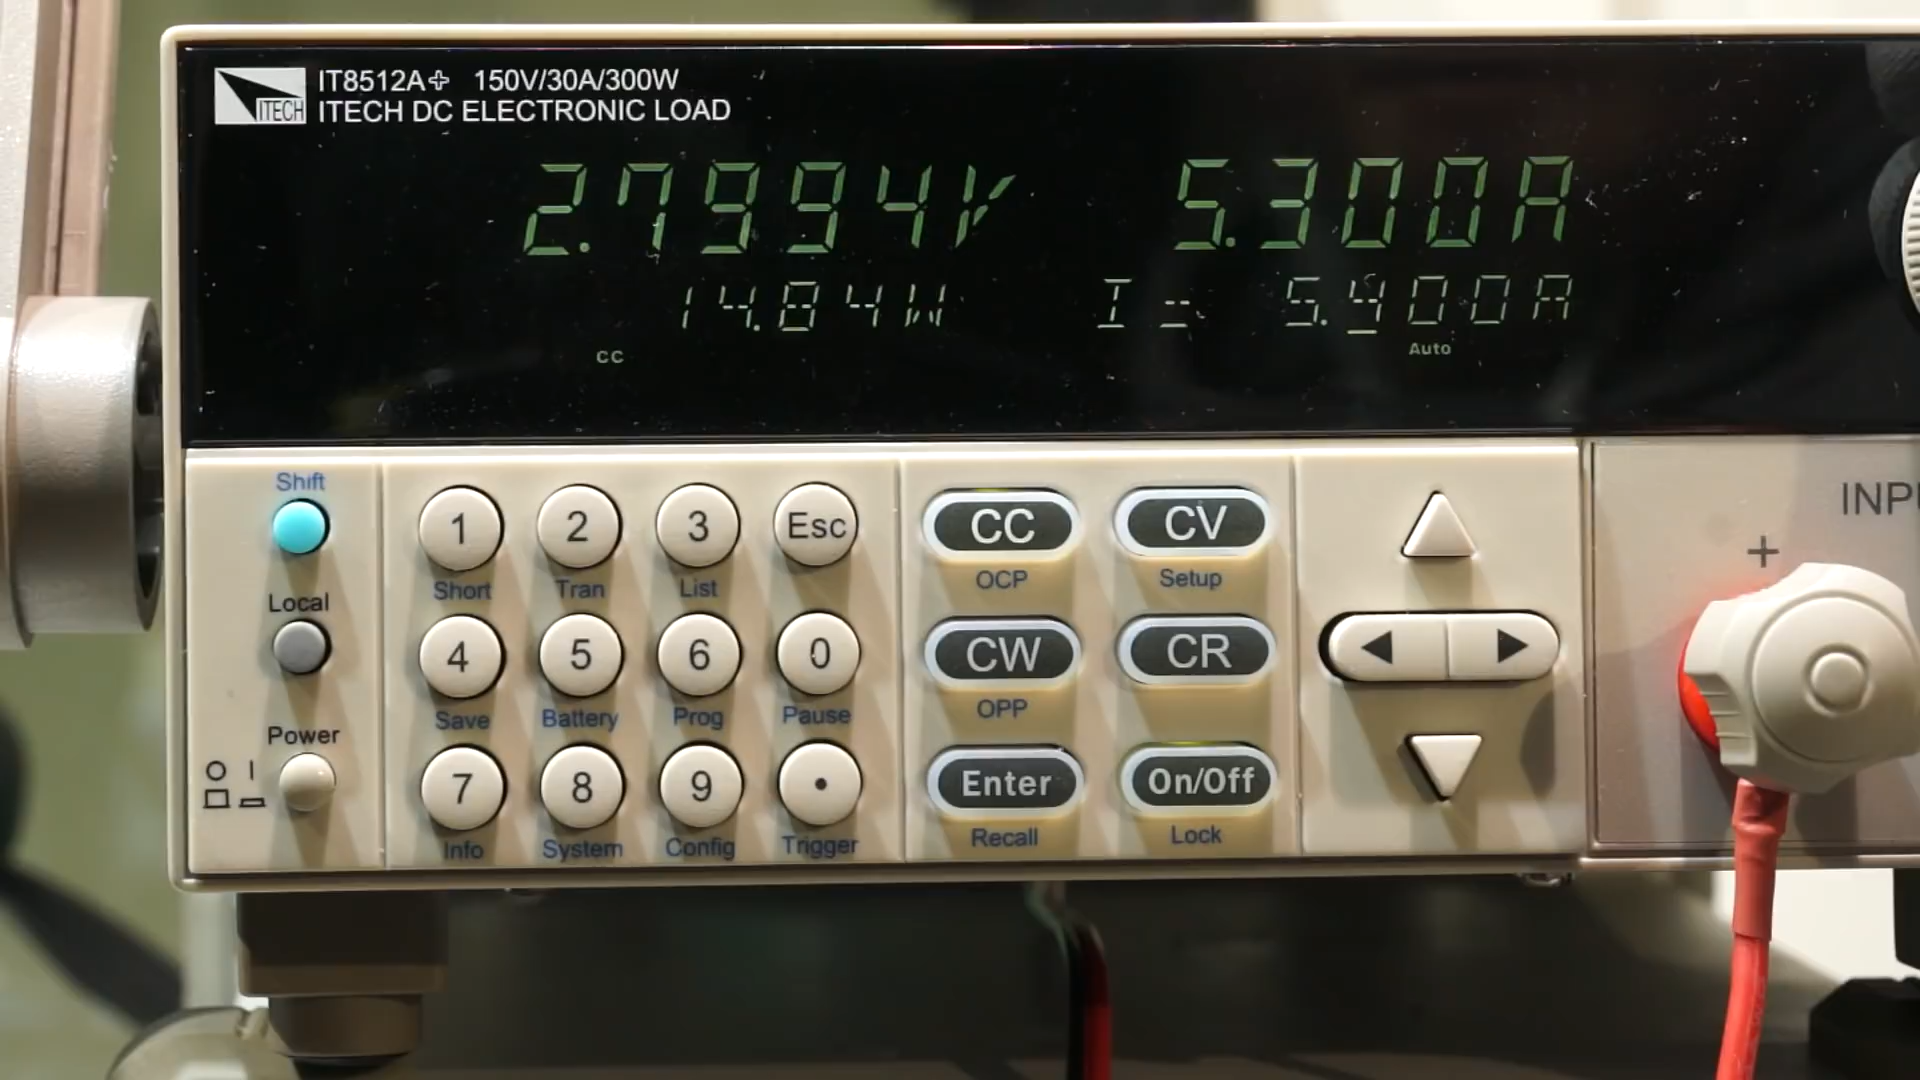 IT8512A+ 150V/30A/300W
ITECH
ITECH DC ELECTRONIC LOAD
2.7994V 5.300A
14.84W I= 5.400A
CC Auto
Shift
1 2 3 Esc
CC CV
Short Tran List
OCP Setup
INP
+
Local
4 5 6 0
CW CR
Save Battery Prog Pause
OPP
Power
7 8 9 •
Enter On/Off
Info System Config Trigger
Recall Lock